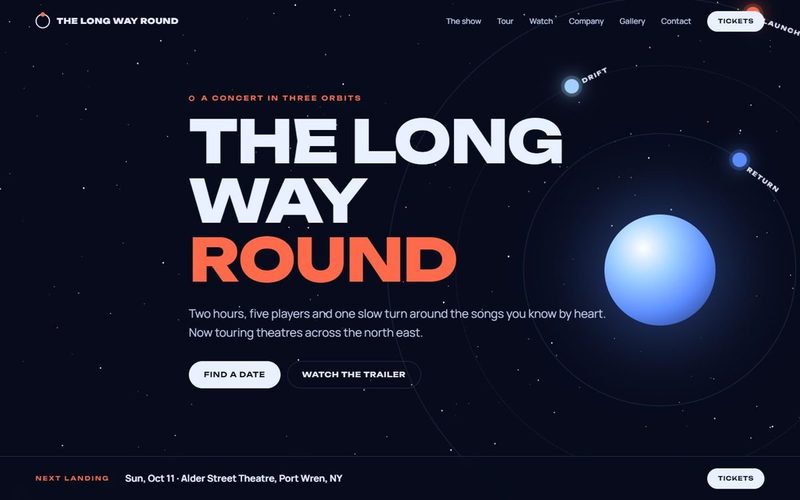 THE LONG WAY ROUND
The show
Tour
Watch
Company
Gallery
Contact
TICKETS
LAUNCH
DRIFT
RETURN
A CONCERT IN THREE ORBITS
THE LONG
WAY
ROUND
Two hours, five players and one slow turn around the songs you know by heart.
Now touring theatres across the north east.
FIND A DATE
WATCH THE TRAILER
NEXT LANDING
Sun, Oct 11 · Alder Street Theatre, Port Wren, NY
TICKETS